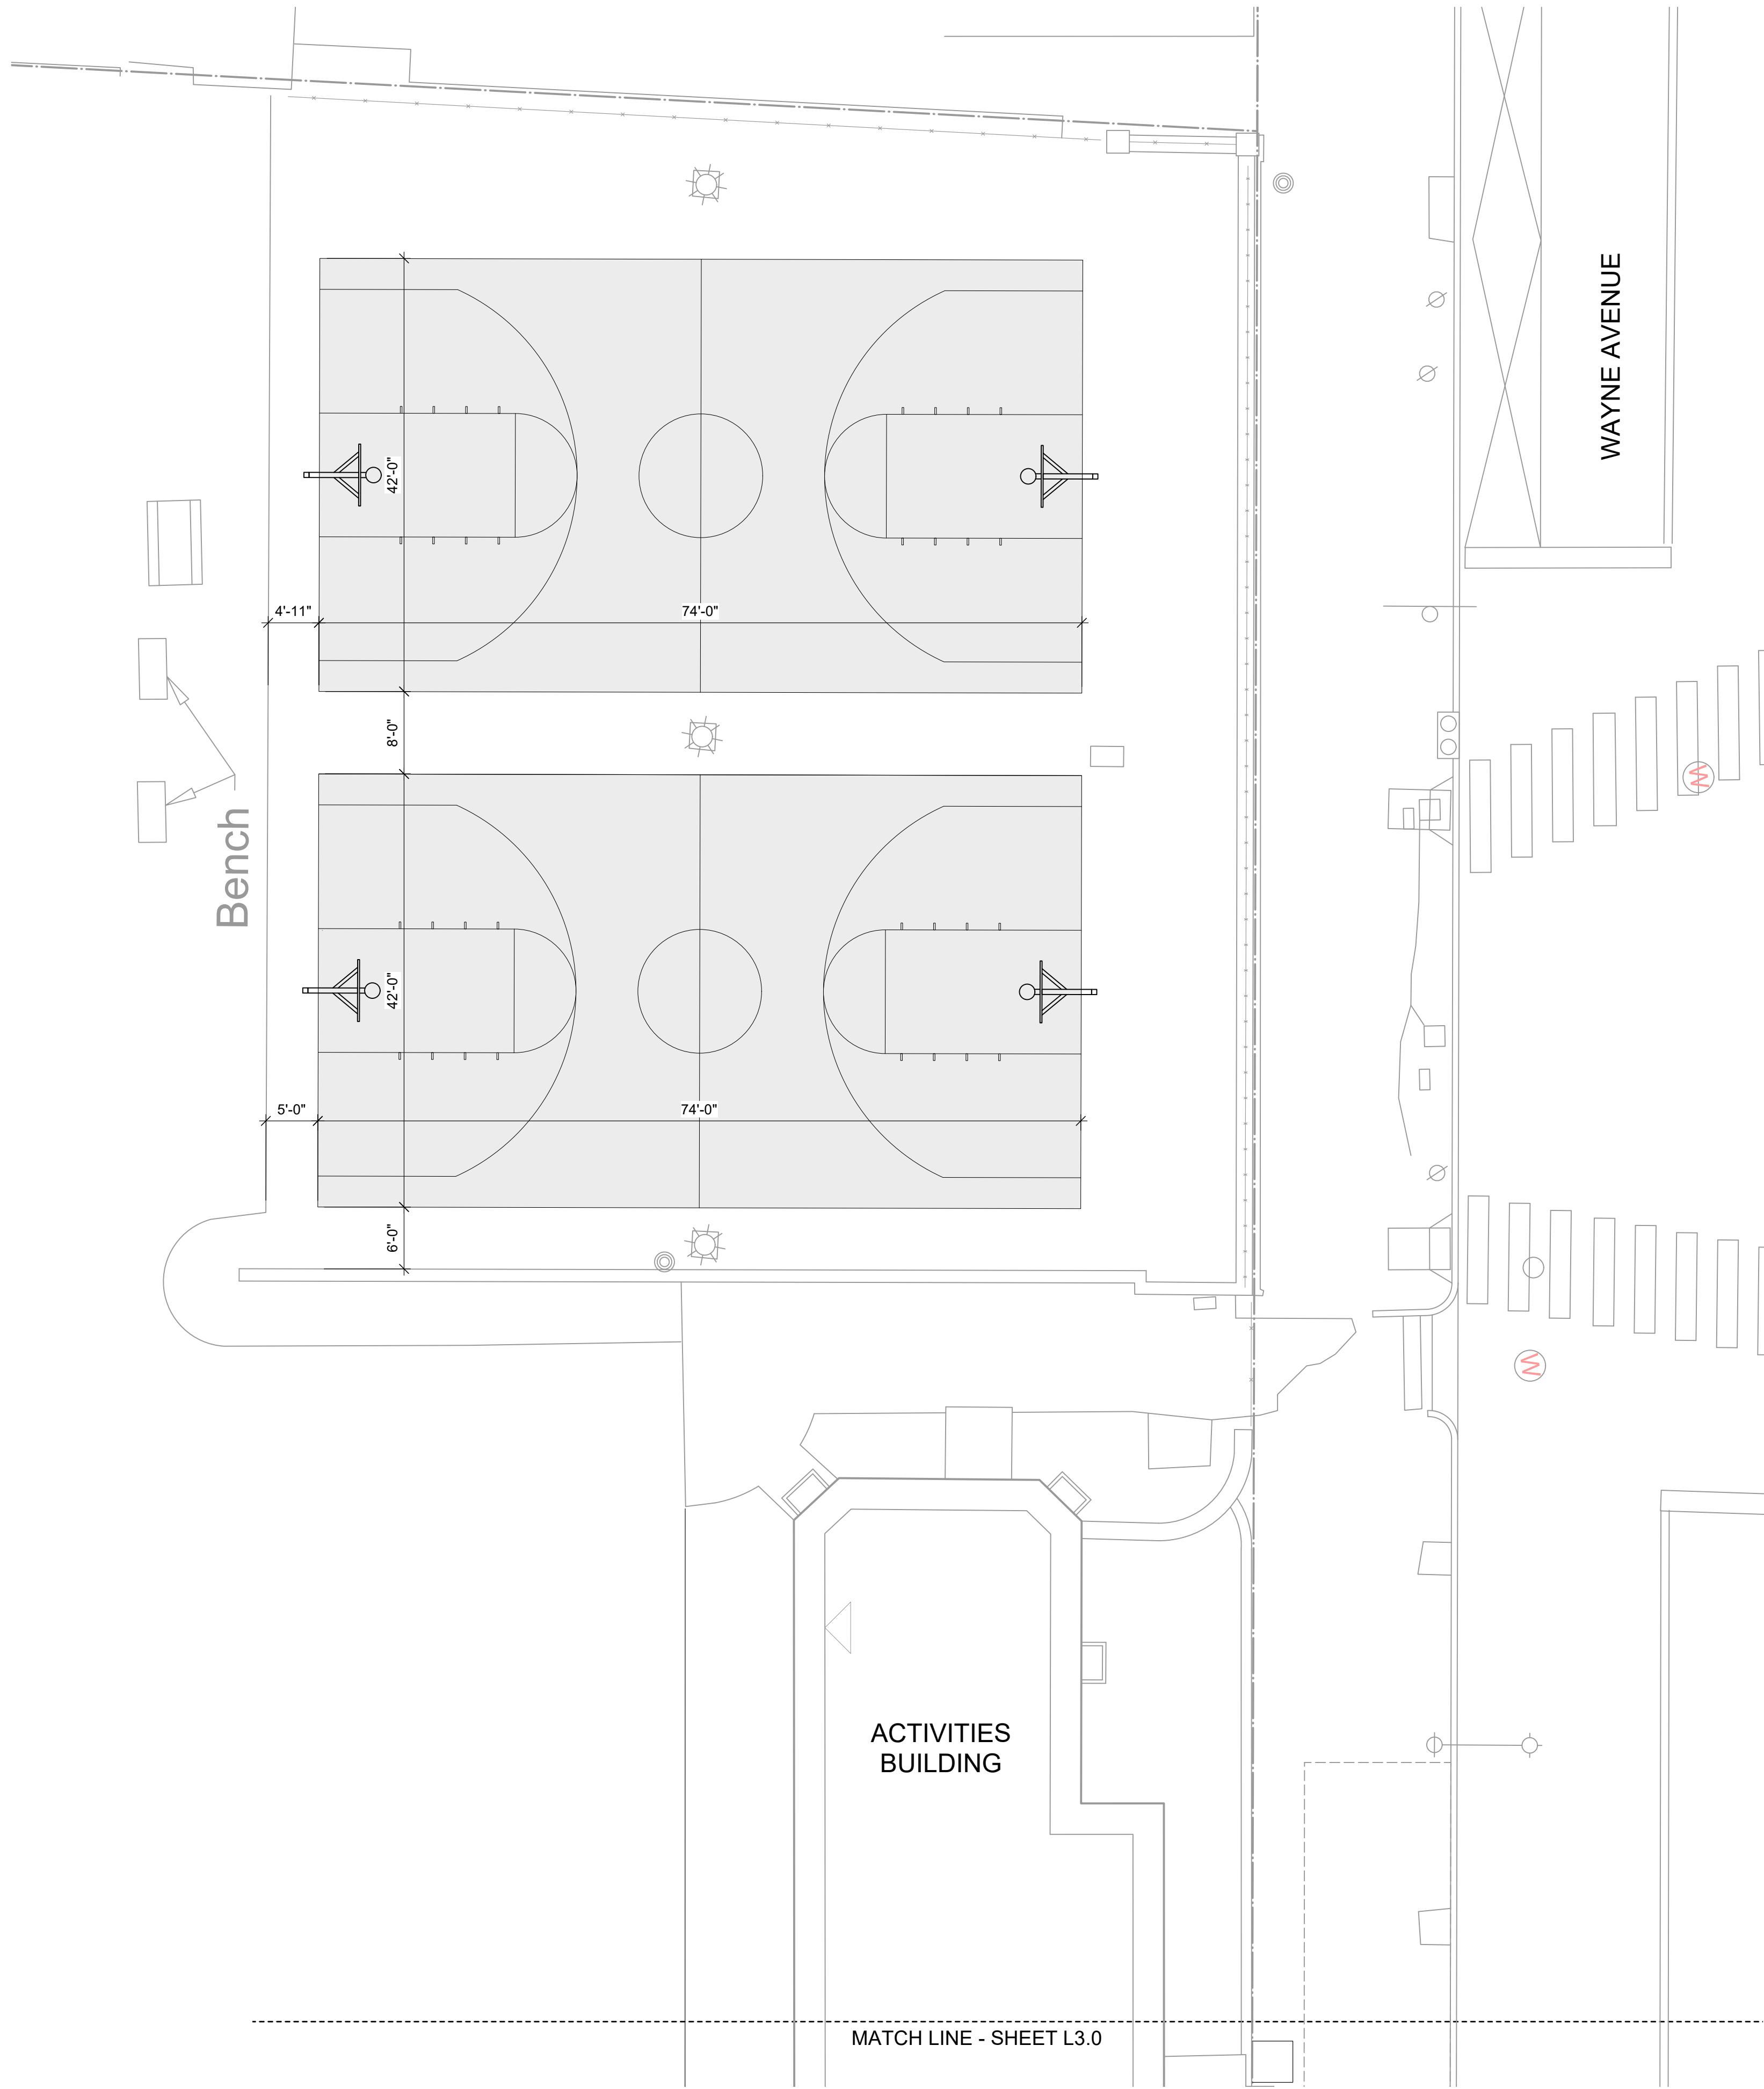 WAYNE AVENUE
42'-0"
4'-11"
74'-0"
8'-0"
W
Bench
42'-0"
5'-0"
74'-0"
6'-0"
W
ACTIVITIES
BUILDING
MATCH LINE - SHEET L3.0